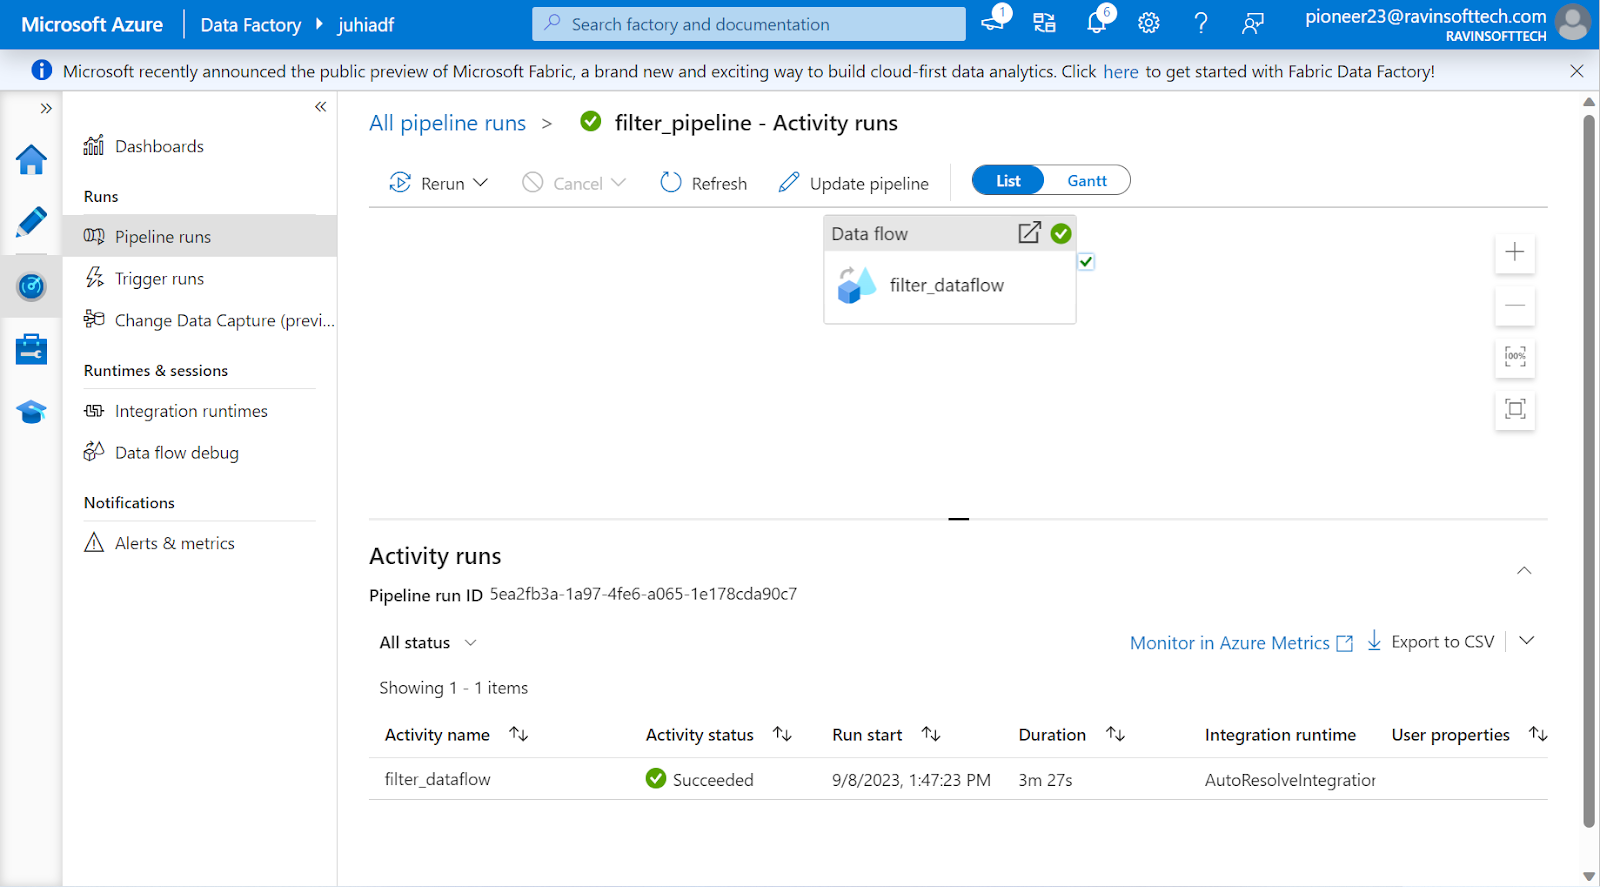 Microsoft Azure
Data Factory
juhiadf
Search factory and documentation
1
6
pioneer23@ravinsofttech.com
RAVINSOFTTECH
Microsoft recently announced the public preview of Microsoft Fabric, a brand new and exciting way to build cloud-first data analytics. Click here to get started with Fabric Data Factory!
Dashboards
Runs
Pipeline runs
Trigger runs
Change Data Capture (previ...
Runtimes & sessions
Integration runtimes
Data flow debug
Notifications
Alerts & metrics
All pipeline runs > filter_pipeline - Activity runs
Rerun
Cancel
Refresh
Update pipeline
List
Gantt
Data flow
filter_dataflow
100%
Activity runs
Pipeline run ID 5ea2fb3a-1a97-4fe6-a065-1e178cda90c7
All status
Monitor in Azure Metrics
Export to CSV
Showing 1 - 1 items
Activity name Activity status Run start Duration Integration runtime User properties
filter_dataflow Succeeded 9/8/2023, 1:47:23 PM 3m 27s AutoResolveIntegration